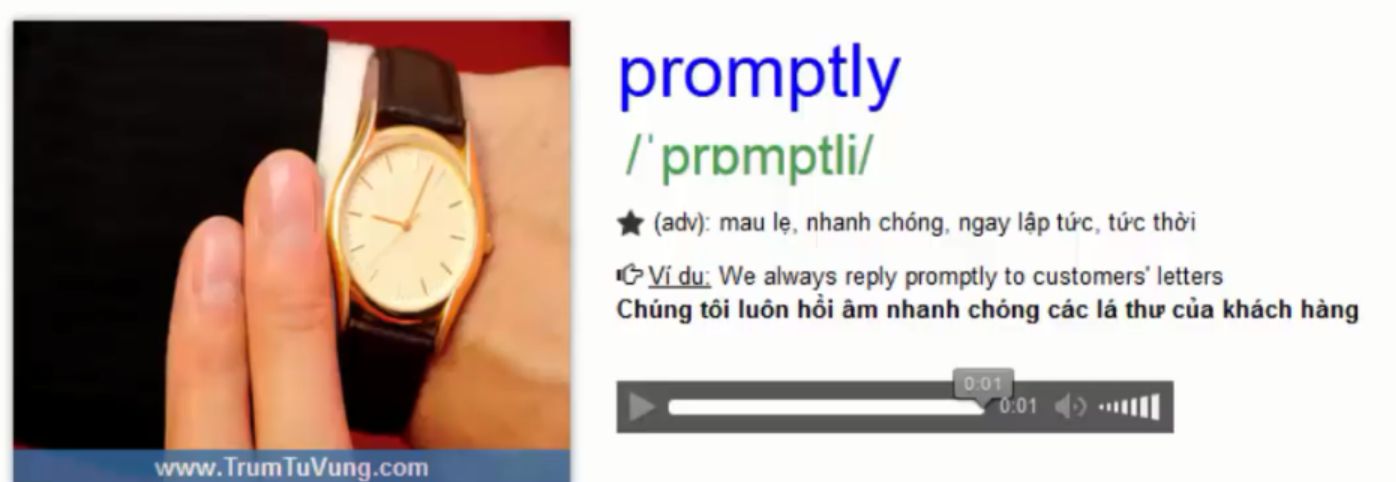 promptly
/ˈprɒmptli/
(adv): mau lẹ, nhanh chóng, ngay lập tức, tức thời
Ví du: We always reply promptly to customers' letters
Chúng tôi luôn hồi âm nhanh chóng các lá thư của khách hàng
0:01
0:01
www.TrumTuVung.com